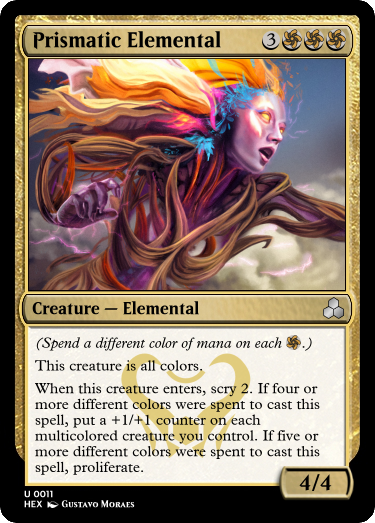 Prismatic Elemental 3
Creature — Elemental
(Spend a different color of mana on each .)
This creature is all colors.
When this creature enters, scry 2. If four or
more different colors were spent to cast this
spell, put a +1/+1 counter on each
multicolored creature you control. If five or
more different colors were spent to cast this
spell, proliferate.
4/4
U 0011
HEX Gustavo Moraes